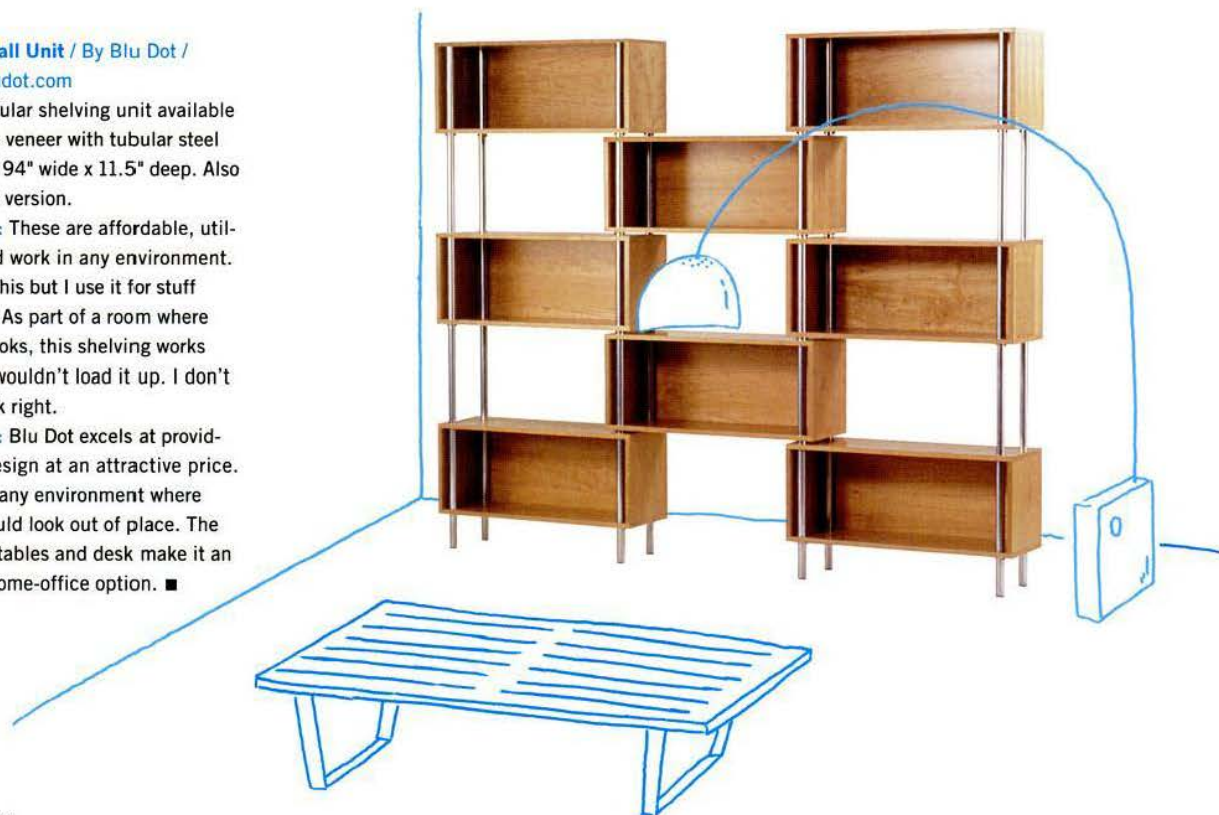 all Unit / By Blu Dot /
dot.com
ular shelving unit available
veneer with tubular steel
94" wide x 11.5" deep. Also
version.
: These are affordable, util-
d work in any environment.
his but I use it for stuff
As part of a room where
oks, this shelving works
wouldn't load it up. I don't
k right.
: Blu Dot excels at provid-
esign at an attractive price.
any environment where
uld look out of place. The
tables and desk make it an
ome-office option. ■